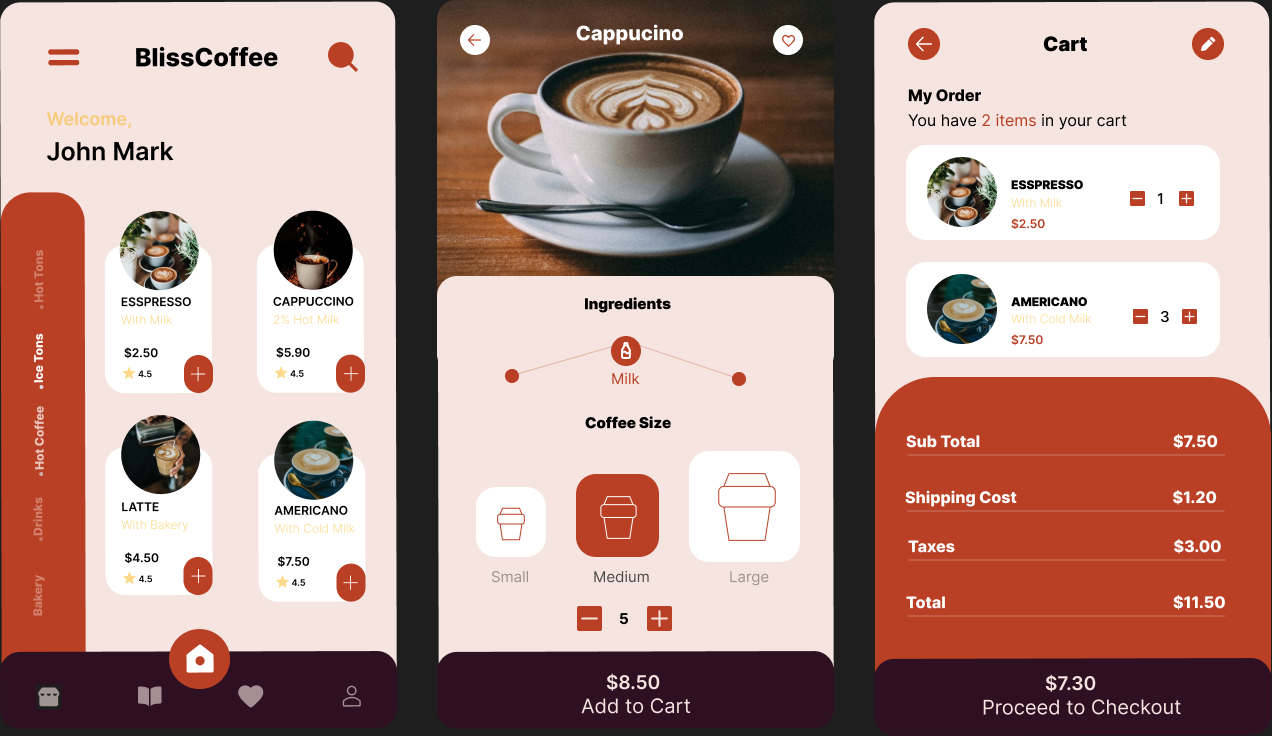 BlissCoffee
Welcome,
John Mark
Hot Tons
Ice Tons
Hot Coffee
Drinks
Bakery
ESSPRESSO
With Milk
$2.50
4.5
CAPPUCCINO
2% Hot Milk
$5.90
4.5
LATTE
With Bakery
$4.50
4.5
AMERICANO
With Cold Milk
$7.50
4.5
Cappucino
Ingredients
Milk
Coffee Size
Small
Medium
Large
5
$8.50
Add to Cart
Cart
My Order
You have 2 items in your cart
ESSPRESSO
With Milk
$2.50
1
AMERICANO
With Cold Milk
$7.50
3
Sub Total $7.50
Shipping Cost $1.20
Taxes $3.00
Total $11.50
$7.30
Proceed to Checkout